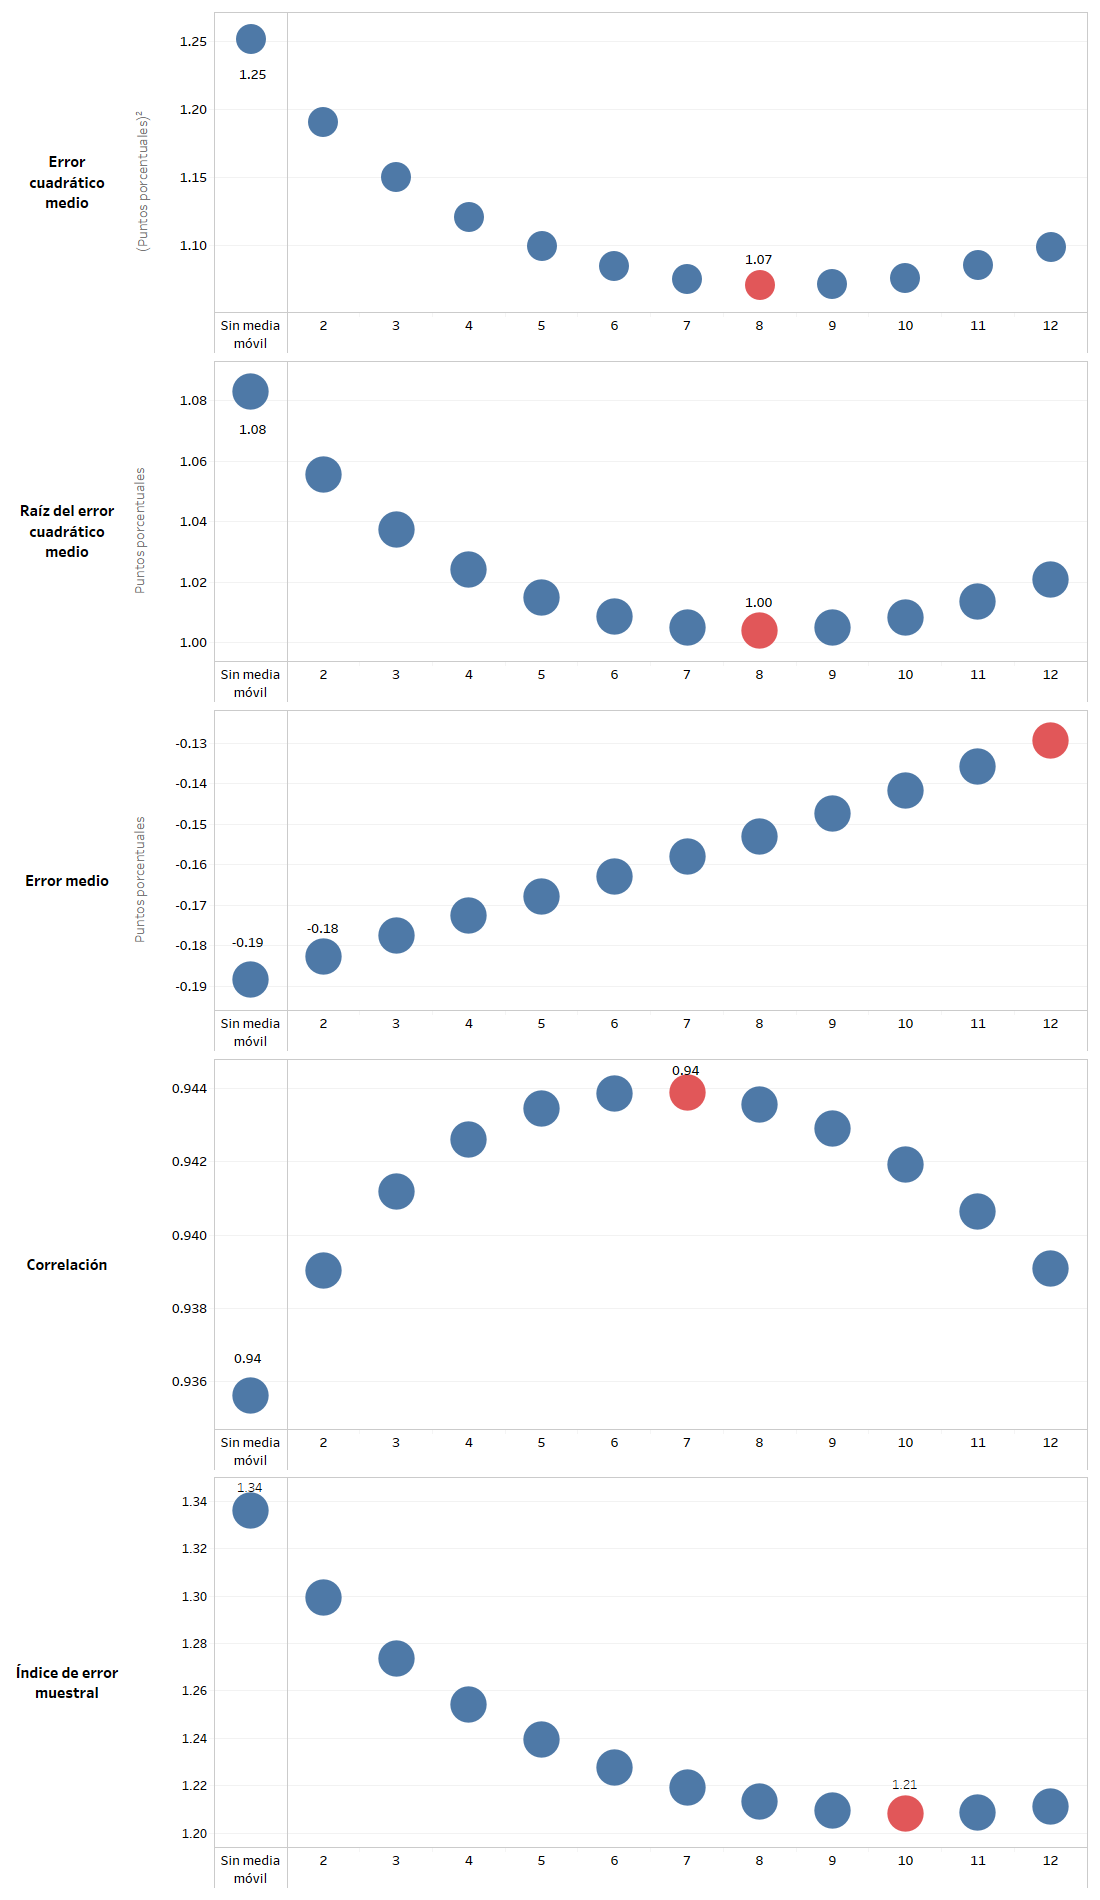 Error
cuadrático
medio
(Puntos porcentuales)²
1.25
1.20
1.15
1.10
1.25
1.07
Sin media
móvil
2 3 4 5 6 7 8 9 10 11 12
Raíz del error
cuadrático
medio
Puntos porcentuales
1.08
1.06
1.04
1.02
1.00
1.08
1.00
Sin media
móvil
2 3 4 5 6 7 8 9 10 11 12
Error medio
Puntos porcentuales
-0.13
-0.14
-0.15
-0.16
-0.17
-0.18
-0.19
-0.19
-0.18
Sin media
móvil
2 3 4 5 6 7 8 9 10 11 12
Correlación
0.944
0.942
0.940
0.938
0.936
0.94
0.94
Sin media
móvil
2 3 4 5 6 7 8 9 10 11 12
Índice de error
muestral
1.34
1.32
1.30
1.28
1.26
1.24
1.22
1.20
1.34
1.21
Sin media
móvil
2 3 4 5 6 7 8 9 10 11 12